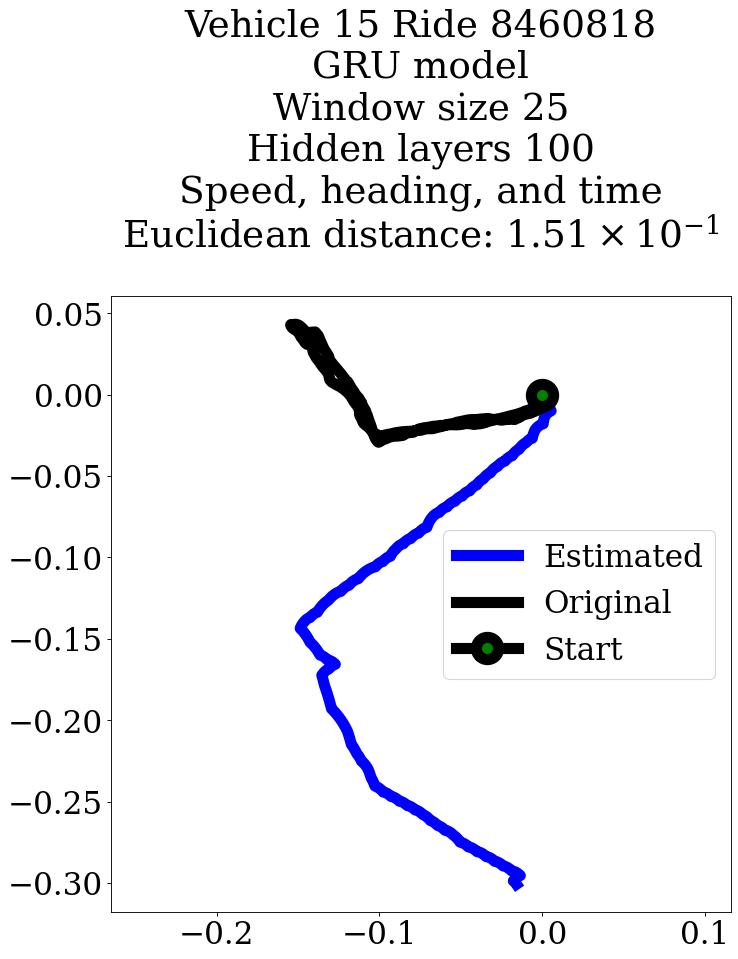 Vehicle 15 Ride 8460818
GRU model
Window size 25
Hidden layers 100
Speed, heading, and time
Euclidean distance: 1.51 × 10⁻¹
0.05
0.00
−0.05
−0.10
−0.15
−0.20
−0.25
−0.30
Estimated
Original
Start
−0.2
−0.1
0.0
0.1